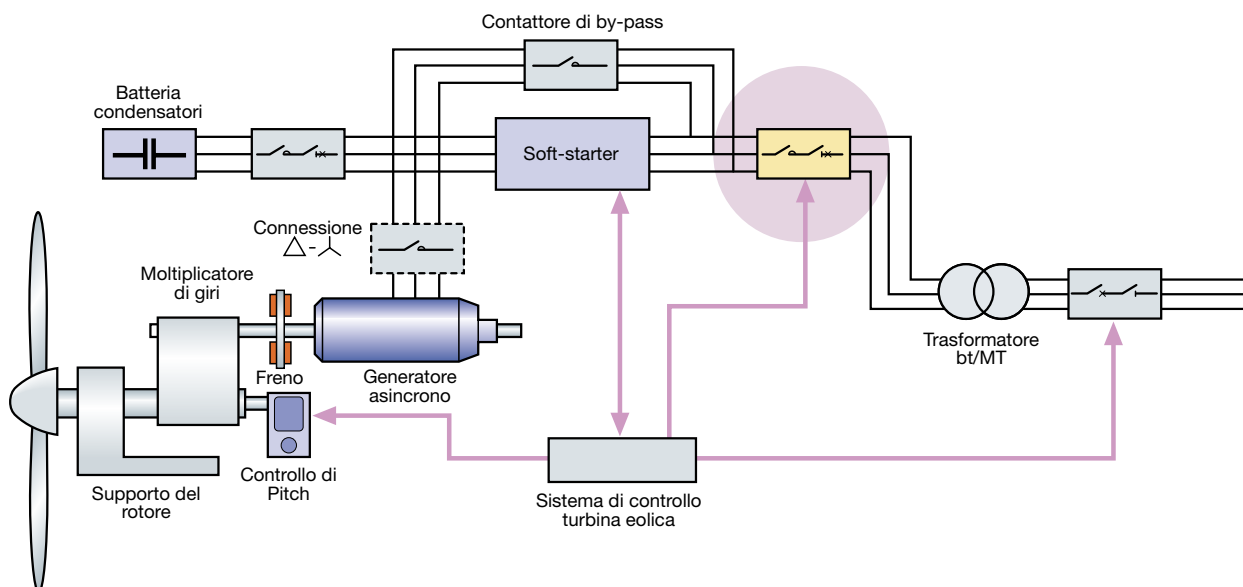 Contattore di by-pass
Batteria
condensatori
Soft-starter
Connessione
Moltiplicatore
di giri
Freno
Generatore
asincrono
Trasformatore
bt/MT
Controllo di
Pitch
Supporto del
rotore
Sistema di controllo
turbina eolica